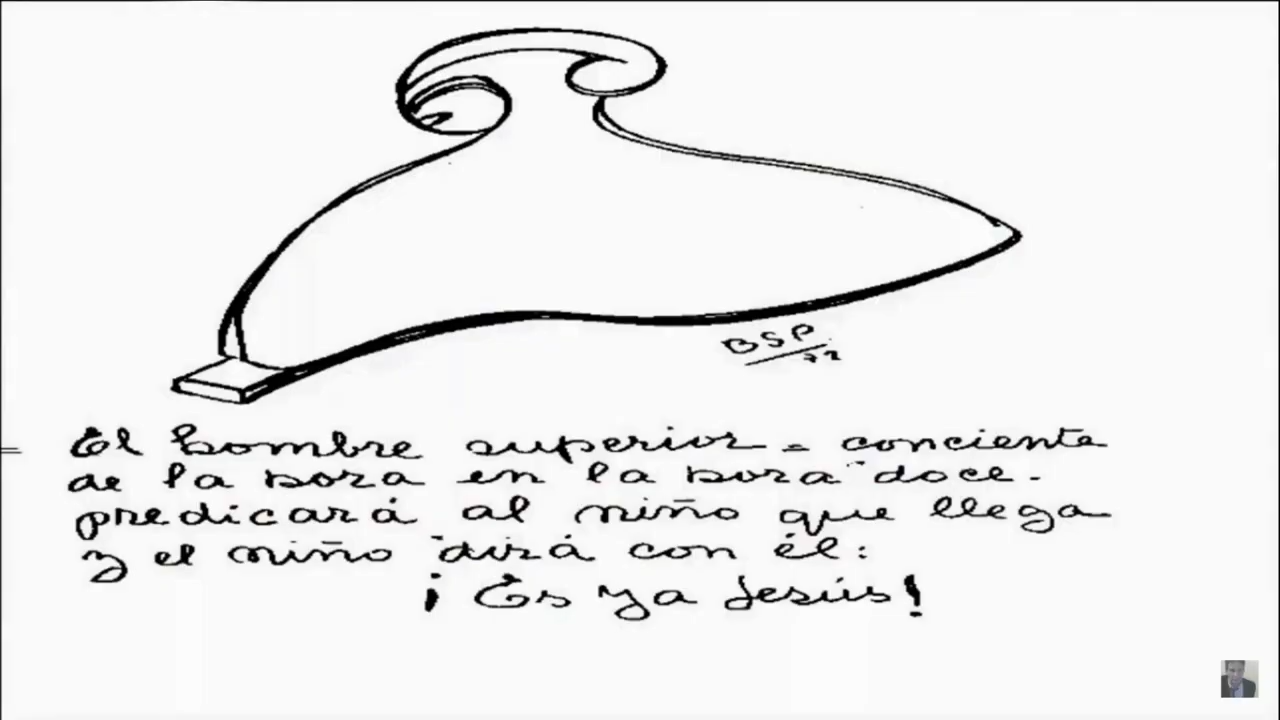 BSP
72
El hombre superior = conciente
de la hora en la hora doce.
predicará al niño que llega
y el niño dirá con él:
¡Es ya Jesús!